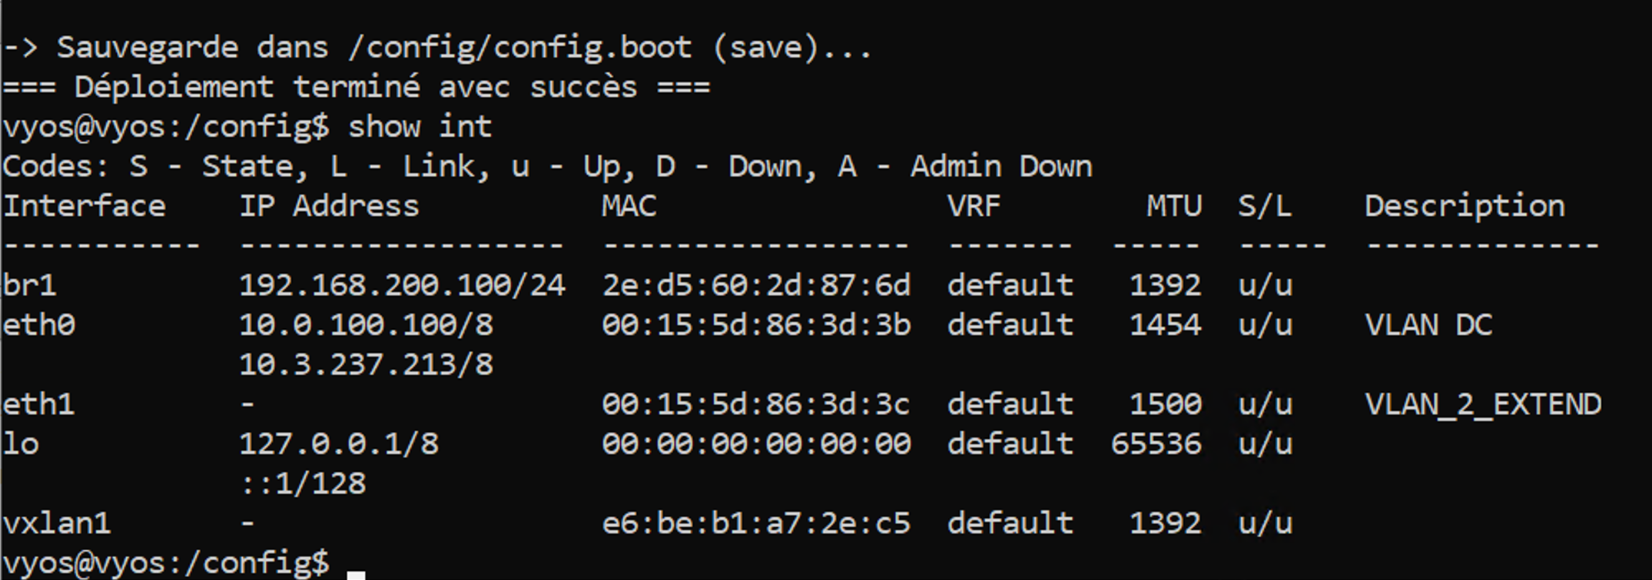 -> Sauvegarde dans /config/config.boot (save)...
=== Déploiement terminé avec succès ===
vyos@vyos:/config$ show int
Codes: S - State, L - Link, u - Up, D - Down, A - Admin Down
Interface    IP Address          MAC                VRF        MTU  S/L    Description
-----------  ------------------  -----------------  -------  -----  -----  -------------
br1          192.168.200.100/24  2e:d5:60:2d:87:6d  default   1392  u/u
eth0         10.0.100.100/8      00:15:5d:86:3d:3b  default   1454  u/u    VLAN DC
             10.3.237.213/8
eth1         -                   00:15:5d:86:3d:3c  default   1500  u/u    VLAN_2_EXTEND
lo           127.0.0.1/8         00:00:00:00:00:00  default  65536  u/u
             ::1/128
vxlan1       -                   e6:be:b1:a7:2e:c5  default   1392  u/u
vyos@vyos:/config$